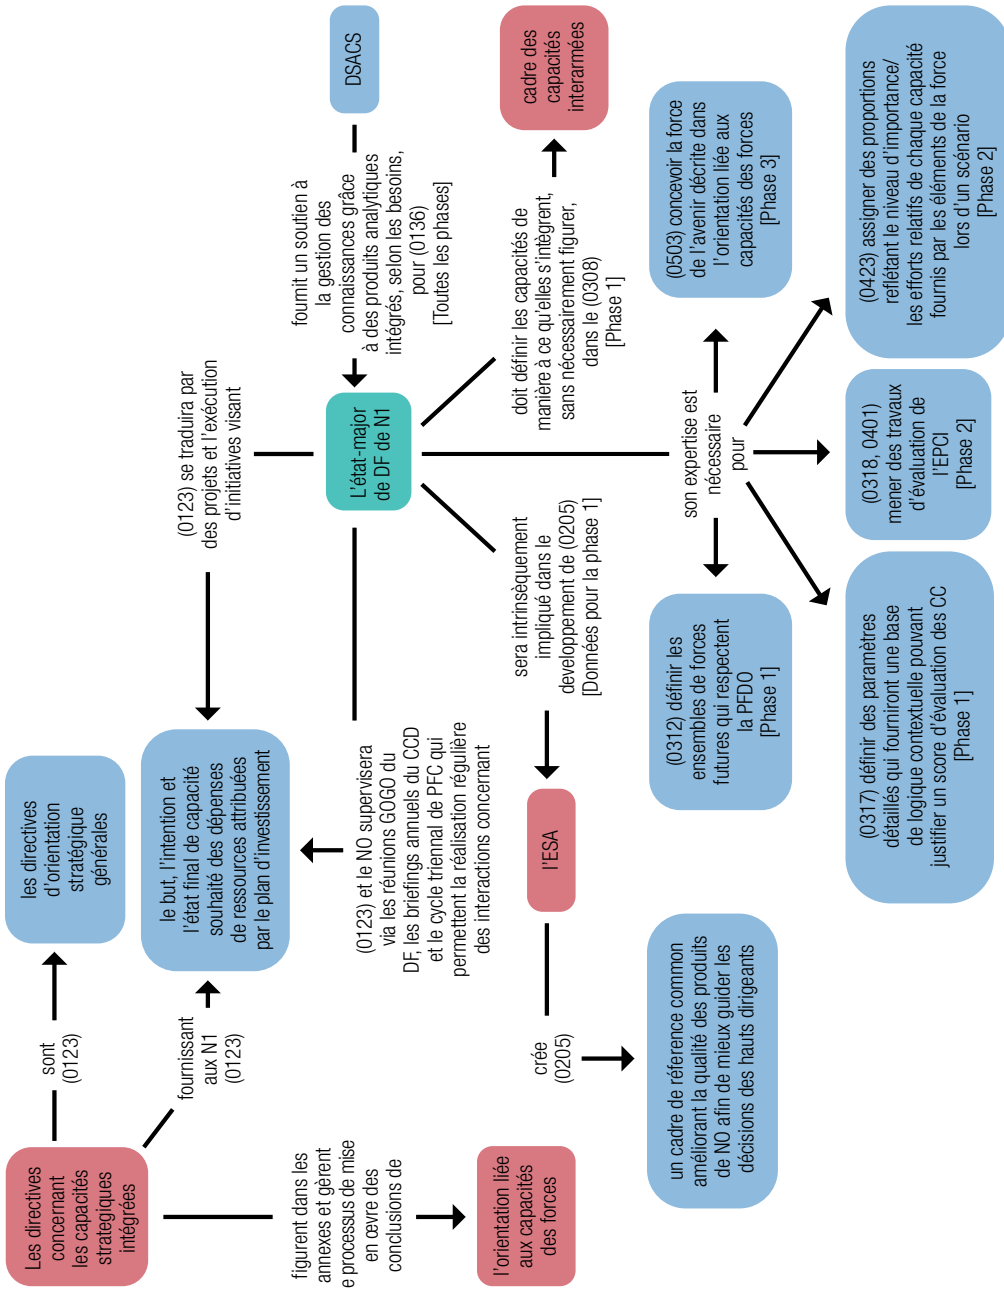 Les directives
concernant
les capacités
strategiques
intégrées
sont
(0123)
les directives
d'orientation
stratégique
générales
fournissant
aux N1
(0123)
le but, l'intention et
l'état final de capacité
souhaité des dépenses
de ressources attribuées
par le plan d'investissement
figurent dans les
annexes et gèrent
e processus de mise
en œvre des
conclusions de
l'orientation liée
aux capacités
des forces
(0123) se traduira par
des projets et l'exécution
d'initiatives visant
(0123) et le NO supervisera
via les réunions GOGO du
DF, les briefings annuels du CCD
et le cycle triennal de PFC qui
permettent la réalisation régulière
des interactions concernant
L'état-major
de DF de N1
DSACS
fournit un soutien à
la gestion des
connaissances grâce
à des produits analytiques
intégrés, selon les besoins,
pour (0136)
[Toutes les phases]
doit définir les capacités de
manière à ce qu'elles s'intègrent,
sans nécessairement figurer,
dans le (0308)
[Phase 1]
cadre des
capacités
interarmées
sera intrinsèquement
impliqué dans le
developpement de (0205)
[Données pour la phase 1]
l'ESA
crée
(0205)
un cadre de réference common
améliorant la qualité des produits
de NO afin de mieux guider les
décisions des hauts dirigeants
son expertise est
nécessaire
pour
(0312) définir les
ensembles de forces
futures qui respectent
la PFDO
[Phase 1]
(0503) concevoir la force
de l'avenir décrite dans
l'orientation liée aux
capacités des forces
[Phase 3]
(0317) définir des paramètres
détaillés qui fourniront une base
de logique contextuelle pouvant
justifier un score d'évaluation des CC
[Phase 1]
(0318, 0401)
mener des travaux
d'évaluation de
l'EPCI
[Phase 2]
(0423) assigner des proportions
reflétant le niveau d'importance/
les efforts relatifs de chaque capacité
fournis par les éléments de la force
lors d'un scénario
[Phase 2]